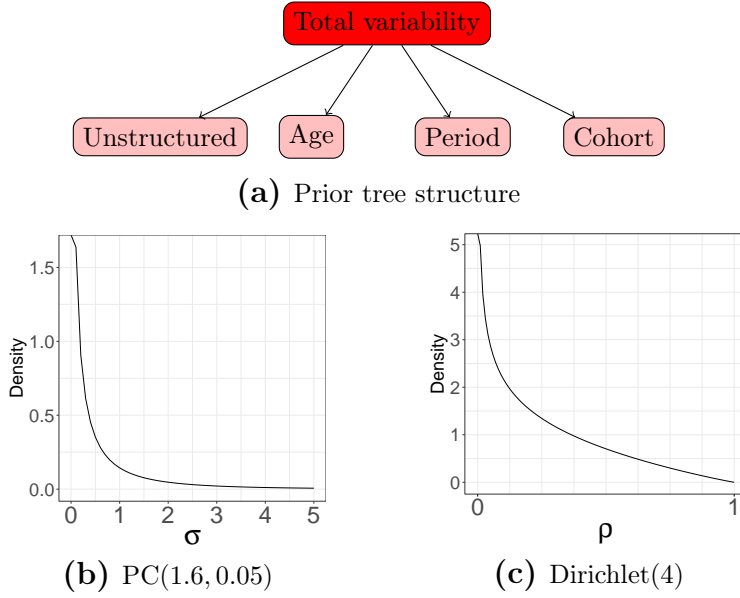 Total variability
Unstructured Age Period Cohort
(a) Prior tree structure
1.5
1.0
0.5
0.0
Density
0 1 2 3 4 5
σ
(b) PC(1.6, 0.05)
5
4
3
2
1
0
Density
0 1
ρ
(c) Dirichlet(4)